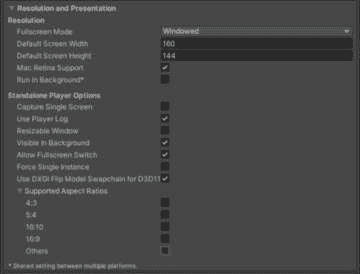 Resolution and Presentation
Resolution
Fullscreen Mode
Windowed
Default Screen Width
160
Default Screen Height
144
Mac Retina Support
Run In Background*
Standalone Player Options
Capture Single Screen
Use Player Log
Resizable Window
Visible in Background
Allow Fullscreen Switch
Force Single Instance
Use DXGI Flip Model Swapchain for D3D11
Supported Aspect Ratios
4:3
5:4
16:10
16:9
Others
* Shared setting between multiple platforms.